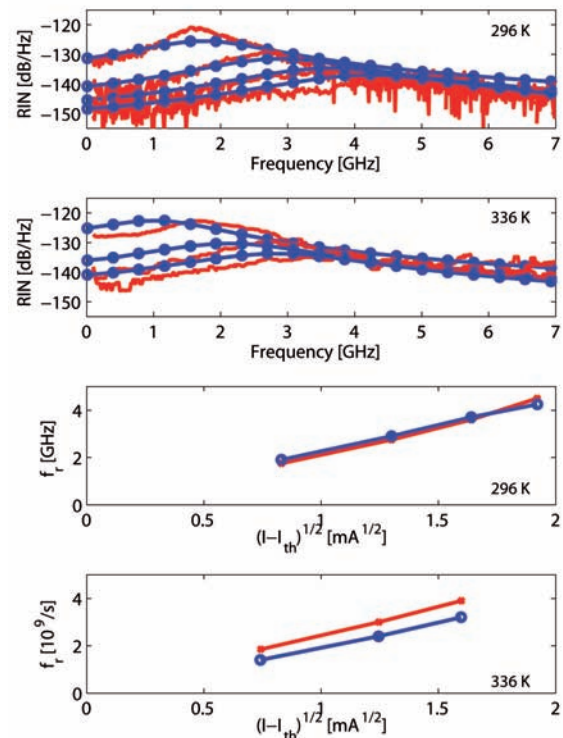 −120
−130
−140
−150
RIN [dB/Hz]
296 K
0 1 2 3 4 5 6 7
Frequency [GHz]
−120
−130
−140
−150
RIN [dB/Hz]
336 K
0 1 2 3 4 5 6 7
Frequency [GHz]
4
2
0
f_r [GHz]
296 K
0 0.5 1 1.5 2
(I−I_th)^1/2 [mA^1/2]
4
2
0
f_r [10^9/s]
336 K
0 0.5 1 1.5 2
(I−I_th)^1/2 [mA^1/2]